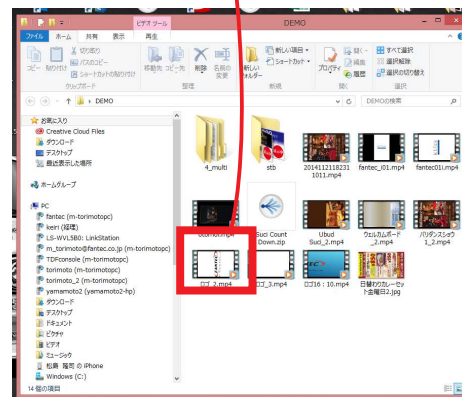 ビデオ ツール
DEMO
ファイル ホーム 共有 表示 再生
コピー 貼り付け 切り取り パスのコピー ショートカットの貼り付け
移動先 コピー先 削除 名前の変更
新しいフォルダー 新しい項目 ショートカット
プロパティ 開く 編集 履歴
すべて選択 選択解除 選択の切り替え
クリップボード 整理 新規 開く 選択
DEMO DEMOの検索
お気に入り
Creative Cloud Files
ダウンロード
デスクトップ
最近表示した場所
ホームグループ
PC
fantec (m-torimotopc)
keiri (経理)
LS-WVL5B0: LinkStation
m_torimoto@fantec.co.jp (m-torimotopc)
TDFconsole (m-torimotopc)
torimoto (m-torimotopc)
torimoto_2 (m-torimotopc)
yamamoto2 (yamamoto2-hp)
ダウンロード
デスクトップ
ドキュメント
ピクチャ
ビデオ
ミュージック
松島 隆司 の iPhone
Windows (C:)
4_multi
stb
20141121182311011.mp4
fantec_i01.mp4
fantec01i.mp4
otomori.mp4
Suci Count Down.zip
Ubud Suci_2.mp4
ウェルカムボード_2.mp4
バリダンスショウ1_2.mp4
ロゴ_2.mp4
ロゴ_3.mp4
ロゴ16:10.mp4
日替わりカレーセット金曜日2.jpg
14 個の項目